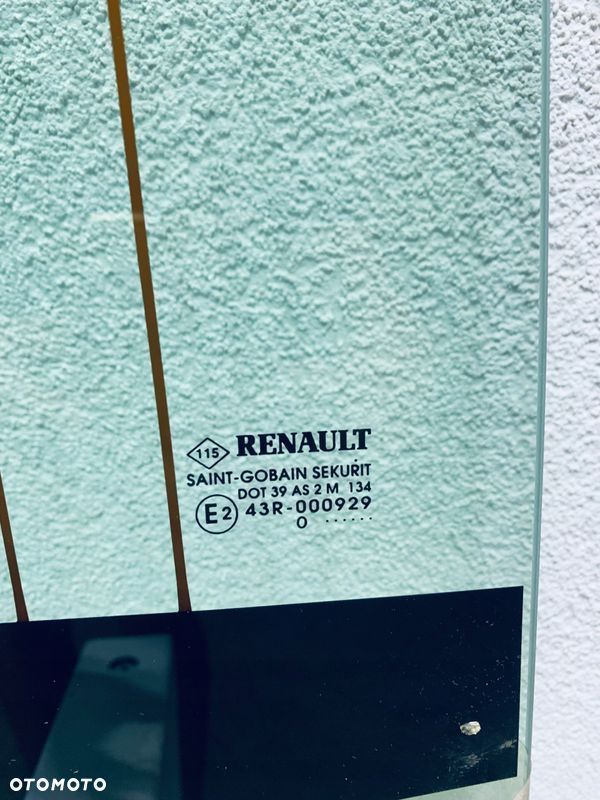 115 RENAULT
SAINT-GOBAIN SEKURIT
DOT 39 AS 2 M 134
E2 43R-000929
0 ......
OTOMOTO